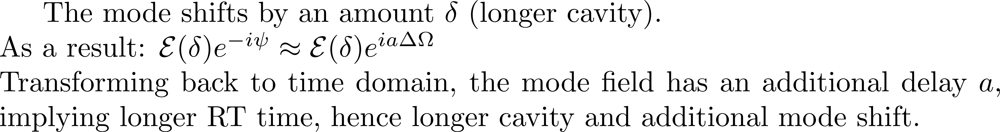 The mode shifts by an amount δ (longer cavity).
As a result: $\mathcal{E}(\delta)e^{-i\psi} \approx \mathcal{E}(\delta)e^{ia\Delta\Omega}$
Transforming back to time domain, the mode field has an additional delay a,
implying longer RT time, hence longer cavity and additional mode shift.